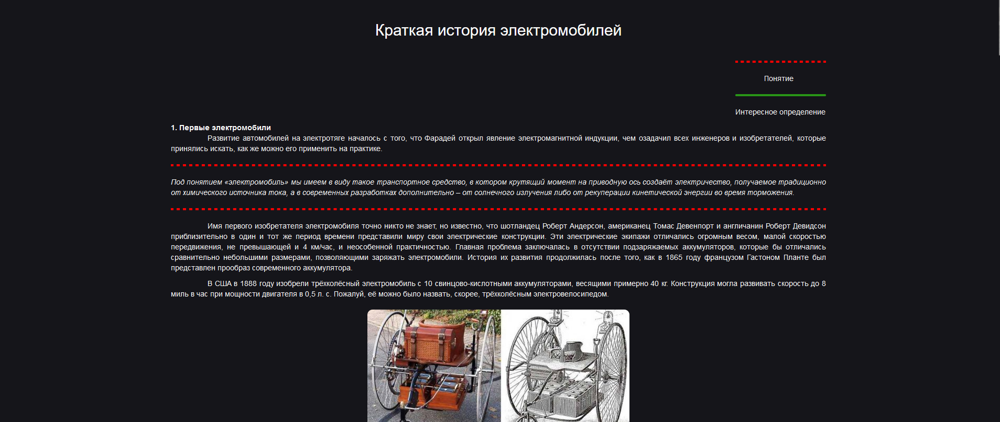 Краткая история электромобилей
Понятие
Интересное определение
1. Первые электромобили
Развитие автомобилей на электротяге началось с того, что Фарадей открыл явление электромагнитной индукции, чем озадачил всех инженеров и изобретателей, которые
принялись искать, как же можно его применить на практике.
Под понятием «электромобиль» мы имеем в виду такое транспортное средство, в котором крутящий момент на приводную ось создаёт электричество, получаемое традиционно
от химического источника тока, а в современных разработках дополнительно – от солнечного излучения либо от рекуперации кинетической энергии во время торможения.
Имя первого изобретателя электромобиля точно никто не знает, но известно, что шотландец Роберт Андерсон, американец Томас Девенпорт и англичанин Роберт Девидсон
приблизительно в один и тот же период времени представили миру свои электрические конструкции. Эти электрические экипажи отличались огромным весом, малой скоростью
передвижения, не превышающей и 4 км/час, и неособенной практичностью. Главная проблема заключалась в отсутствии подзаряжаемых аккумуляторов, которые бы отличались
сравнительно небольшими размерами, позволяющими заряжать электромобили. История их развития продолжилась после того, как в 1865 году французом Гастоном Планте был
представлен прообраз современного аккумулятора.
В США в 1888 году изобрели трёхколёсный электромобиль с 10 свинцово-кислотными аккумуляторами, весящими примерно 40 кг. Конструкция могла развивать скорость до 8
миль в час при мощности двигателя в 0,5 л. с. Пожалуй, её можно было назвать, скорее, трёхколёсным электровелосипедом.